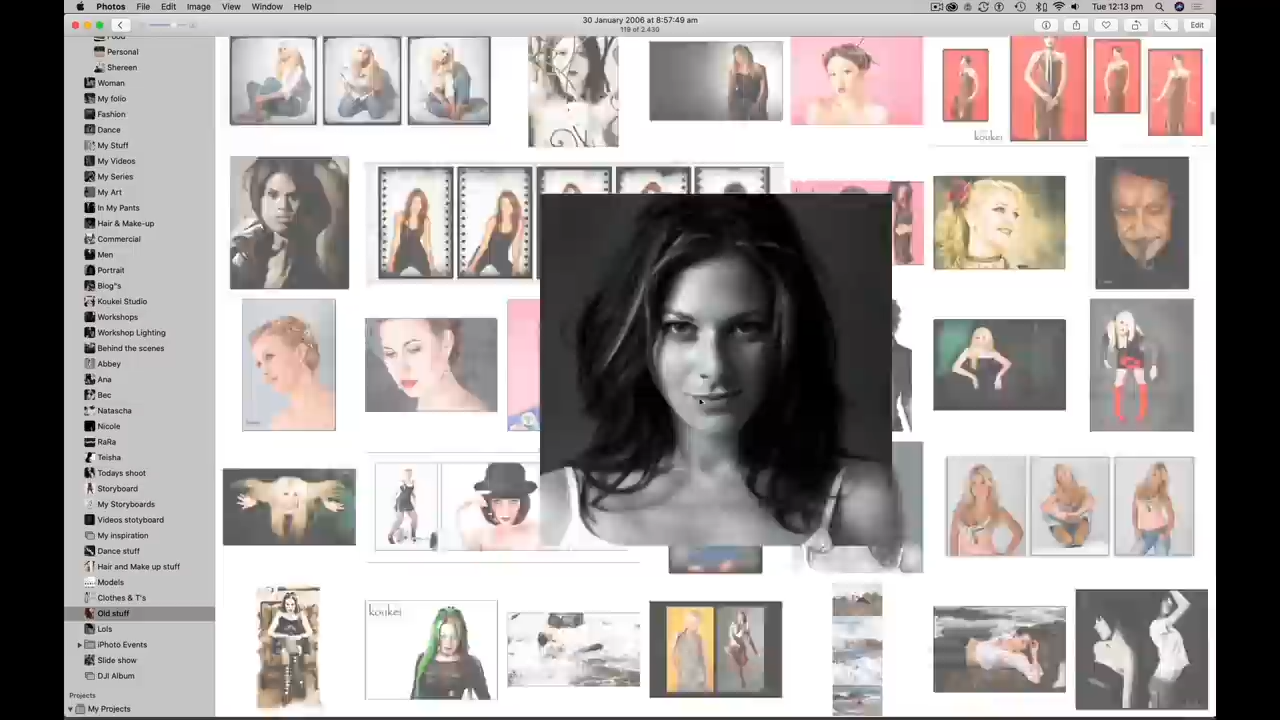 Photos File Edit Image View Window Help
Tue 12:13 pm
30 January 2006 at 8:57:49 am
119 of 2,430
Edit
Food
Personal
Shereen
Woman
My folio
Fashion
Dance
My Stuff
My Videos
My Series
My Art
In My Pants
Hair & Make-up
Commercial
Men
Portrait
Blog"s
Koukei Studio
Workshops
Workshop Lighting
Behind the scenes
Abbey
Ana
Bec
Natascha
Nicole
RaRa
Teisha
Todays shoot
Storyboard
My Storyboards
Videos stotyboard
My inspiration
Dance stuff
Hair and Make up stuff
Models
Clothes & T's
Old stuff
Lols
iPhoto Events
Slide show
DJI Album
Projects
My Projects
koukei
koukei